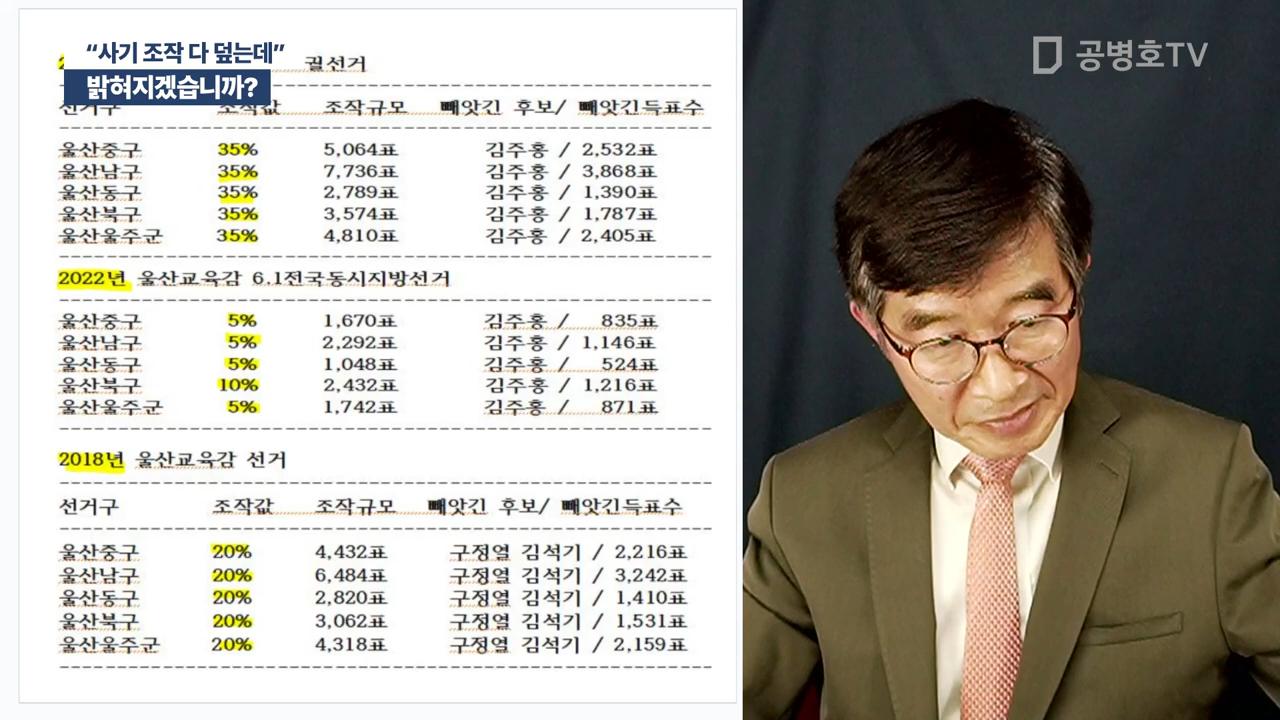 “사기 조작 다 덮는데”
밝혀지겠습니까?
공병호TV
궐선거
선거구 조작값 조작규모 빼앗긴 후보/ 빼앗긴득표수
울산중구 35% 5,064표 김주홍 / 2,532표
울산남구 35% 7,736표 김주홍 / 3,868표
울산동구 35% 2,789표 김주홍 / 1,390표
울산북구 35% 3,574표 김주홍 / 1,787표
울산울주군 35% 4,810표 김주홍 / 2,405표
2022년 울산교육감 6.1전국동시지방선거
울산중구 5% 1,670표 김주홍 / 835표
울산남구 5% 2,292표 김주홍 / 1,146표
울산동구 5% 1,048표 김주홍 / 524표
울산북구 10% 2,432표 김주홍 / 1,216표
울산울주군 5% 1,742표 김주홍 / 871표
2018년 울산교육감 선거
선거구 조작값 조작규모 빼앗긴 후보/ 빼앗긴득표수
울산중구 20% 4,432표 구정열 김석기 / 2,216표
울산남구 20% 6,484표 구정열 김석기 / 3,242표
울산동구 20% 2,820표 구정열 김석기 / 1,410표
울산북구 20% 3,062표 구정열 김석기 / 1,531표
울산울주군 20% 4,318표 구정열 김석기 / 2,159표